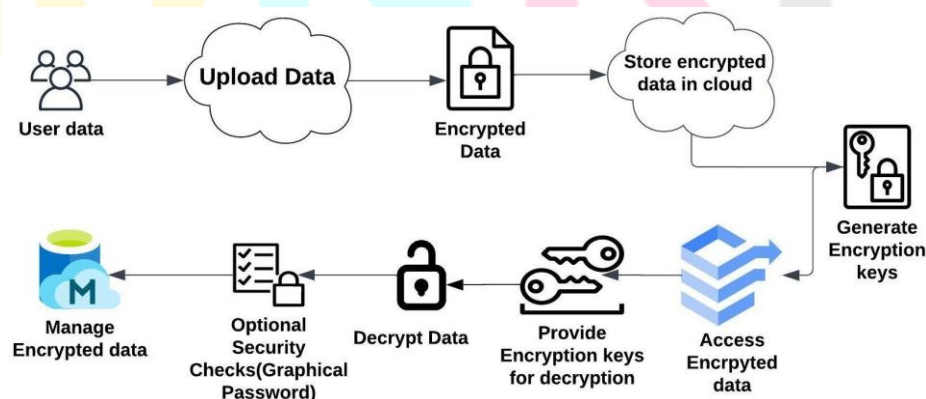 User data
Upload Data
Encrypted
Data
Store encrypted
data in cloud
Generate
Encryption
keys
Manage
Encrypted data
M
Optional
Security
Checks(Graphical
Password)
Decrypt Data
Provide
Encryption keys
for decryption
Access
Encrpyted
data